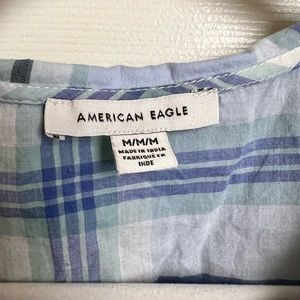 AMERICAN EAGLE
M/M/M
MADE IN INDIA
FABRIQUÉ EN
INDE